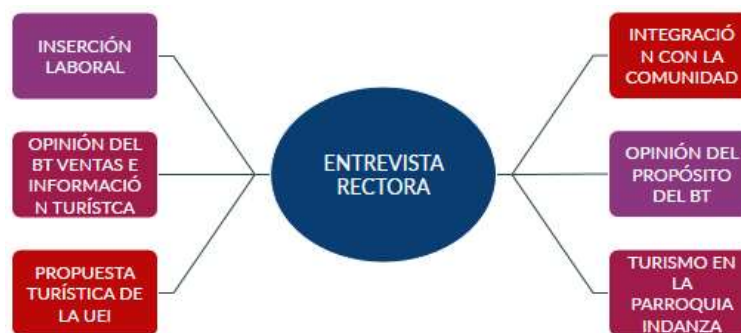 INSERCIÓN
LABORAL
OPINIÓN DEL
BT VENTAS E
INFORMACIÓ
N TURÍSTCA
PROPUESTA
TURÍSTICA DE
LA UEI
ENTREVISTA
RECTORA
INTEGRACIÓ
N CON LA
COMUNIDAD
OPINIÓN DEL
PROPÓSITO
DEL BT
TURISMO EN
LA
PARROQUIA
INDANZA